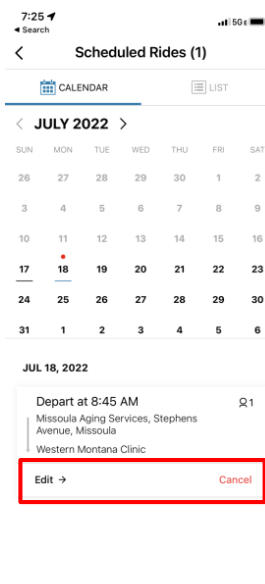 7:25
5G E
◄ Search
Scheduled Rides (1)
CALENDAR
LIST
JULY 2022
SUN MON TUE WED THU FRI SAT
26 27 28 29 30 1 2
3 4 5 6 7 8 9
10 11 12 13 14 15 16
17 18 19 20 21 22 23
24 25 26 27 28 29 30
31 1 2 3 4 5 6
JUL 18, 2022
Depart at 8:45 AM 1
Missoula Aging Services, Stephens
Avenue, Missoula
Western Montana Clinic
Edit → Cancel